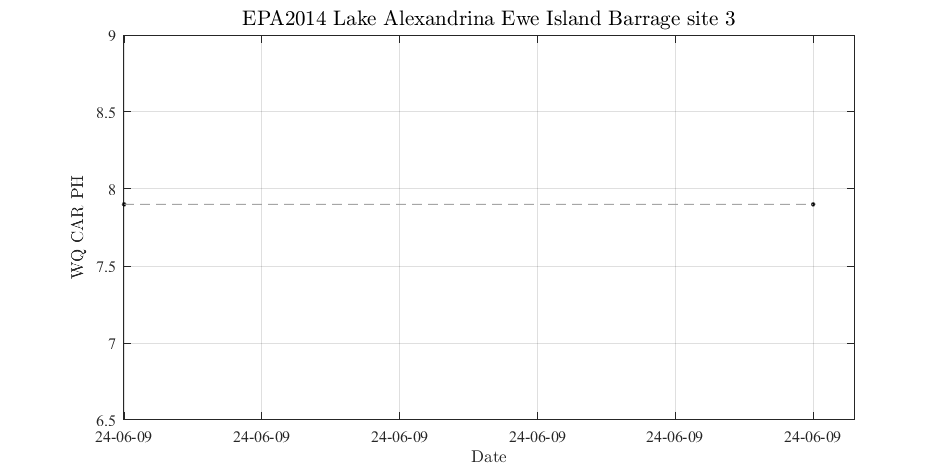 EPA2014 Lake Alexandrina Ewe Island Barrage site 3
9
8.5
8
7.5
7
6.5
WQ CAR PH
24-06-09 24-06-09 24-06-09 24-06-09 24-06-09 24-06-09
Date